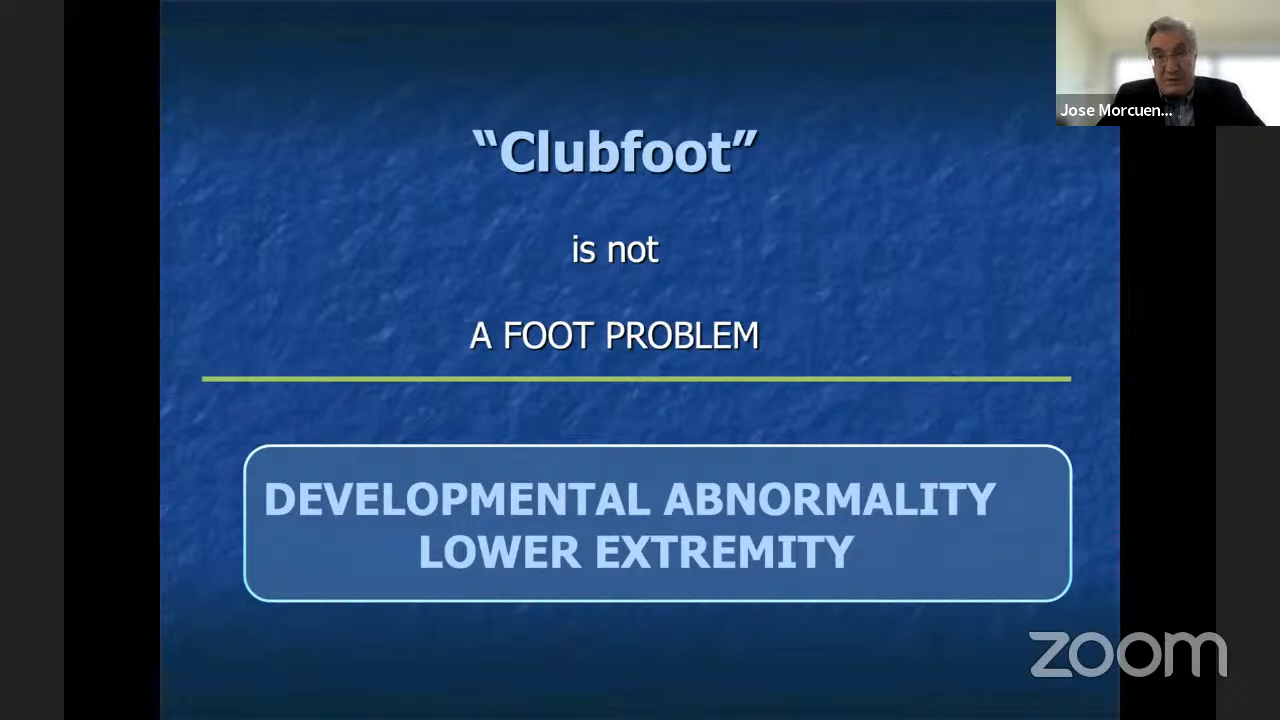 “Clubfoot”
is not
A FOOT PROBLEM
DEVELOPMENTAL ABNORMALITY
LOWER EXTREMITY
Jose Morcuen...
zoom